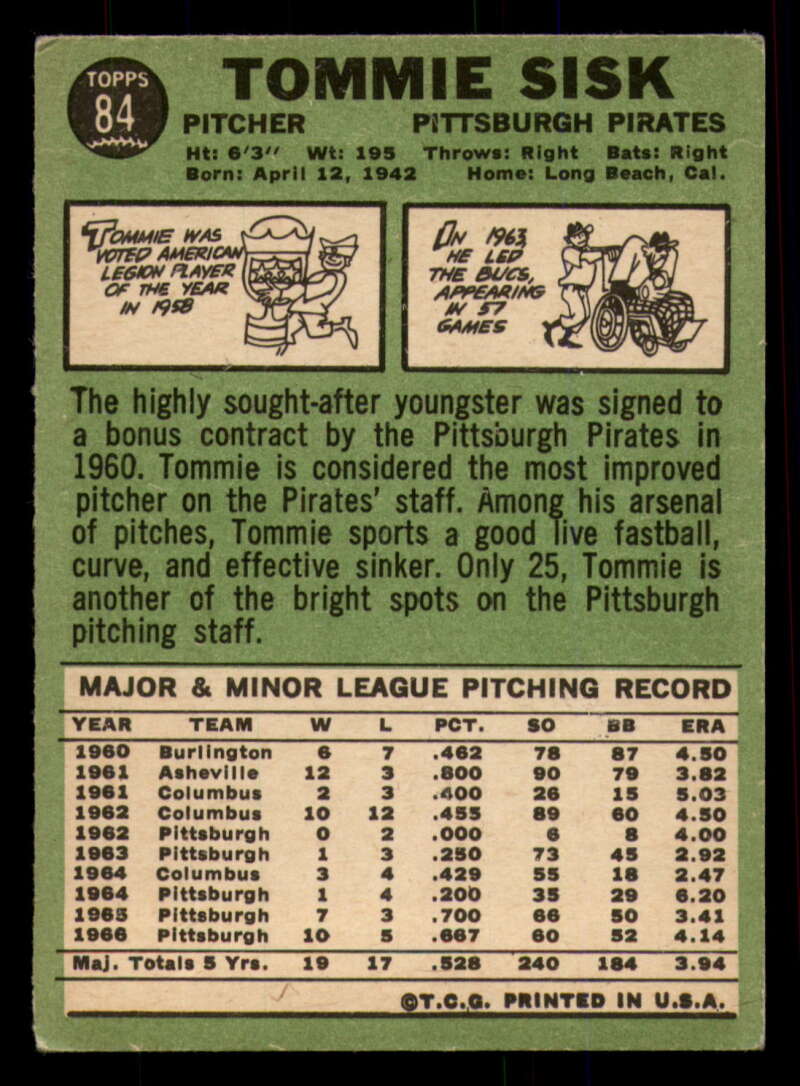 TOPPS
84
TOMMIE SISK
PITCHER PITTSBURGH PIRATES
Ht: 6'3" Wt: 195 Throws: Right Bats: Right
Born: April 12, 1942 Home: Long Beach, Cal.
TOMMIE WAS
VOTED AMERICAN
LEGION PLAYER
OF THE YEAR
IN 1958
IN 1963
HE LED
THE BUCS,
APPEARING
IN 57
GAMES
The highly sought-after youngster was signed to
a bonus contract by the Pittsburgh Pirates in
1960. Tommie is considered the most improved
pitcher on the Pirates' staff. Among his arsenal
of pitches, Tommie sports a good live fastball,
curve, and effective sinker. Only 25, Tommie is
another of the bright spots on the Pittsburgh
pitching staff.
MAJOR & MINOR LEAGUE PITCHING RECORD
YEAR TEAM W L PCT. SO BB ERA
1960 Burlington 6 7 .462 78 87 4.50
1961 Asheville 12 3 .800 90 79 3.82
1961 Columbus 2 3 .400 26 15 5.03
1962 Columbus 10 12 .455 89 60 4.50
1962 Pittsburgh 0 2 .000 6 8 4.00
1963 Pittsburgh 1 3 .250 73 45 2.92
1964 Columbus 3 4 .429 55 18 2.47
1964 Pittsburgh 1 4 .200 35 29 6.20
1965 Pittsburgh 7 3 .700 66 50 3.41
1966 Pittsburgh 10 5 .667 60 52 4.14
Maj. Totals 5 Yrs. 19 17 .528 240 184 3.94
©T.C.G. PRINTED IN U.S.A.